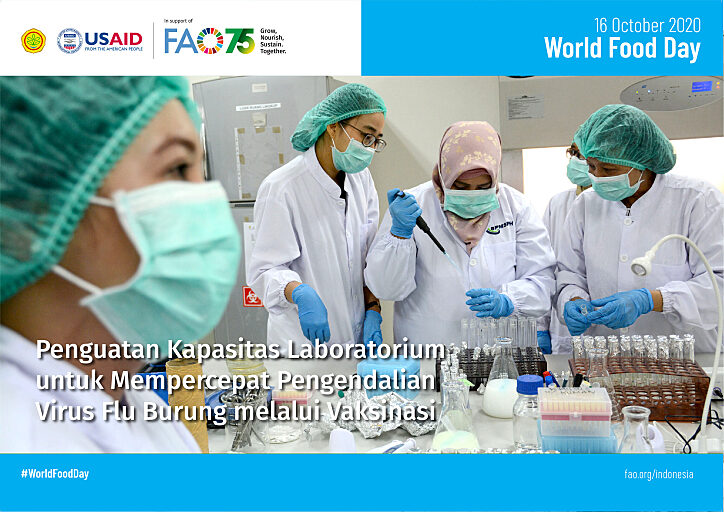 USAID
FROM THE AMERICAN PEOPLE
In support of
FAO 75
Grow,
Nourish,
Sustain.
Together.
16 October 2020
World Food Day
Penguatan Kapasitas Laboratorium
untuk Mempercepat Pengendalian
Virus Flu Burung melalui Vaksinasi
#WorldFoodDay
fao.org/indonesia